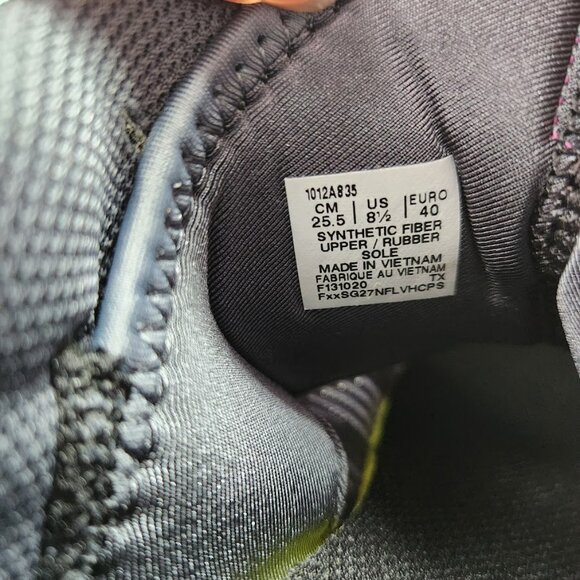 1012A835
CM | US | EURO
25.5 | 8½ | 40
SYNTHETIC FIBER
UPPER / RUBBER
SOLE
MADE IN VIETNAM
FABRIQUE AU VIETNAM
F131020 TX
FxxSG27NFLVHCPS